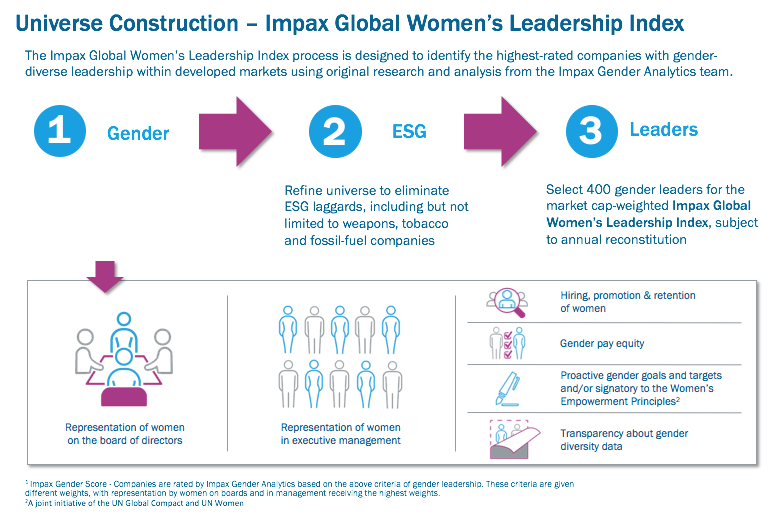 Universe Construction – Impax Global Women's Leadership Index
The Impax Global Women's Leadership Index process is designed to identify the highest-rated companies with gender-
diverse leadership within developed markets using original research and analysis from the Impax Gender Analytics team.
1 Gender
2 ESG
3 Leaders
Refine universe to eliminate
ESG laggards, including but not
limited to weapons, tobacco
and fossil-fuel companies
Select 400 gender leaders for the
market cap-weighted Impax Global
Women's Leadership Index, subject
to annual reconstitution
Representation of women
on the board of directors
Representation of women
in executive management
Hiring, promotion & retention
of women
Gender pay equity
Proactive gender goals and targets
and/or signatory to the Women's
Empowerment Principles²
Transparency about gender
diversity data
¹ Impax Gender Score - Companies are rated by Impax Gender Analytics based on the above criteria of gender leadership. These criteria are given
different weights, with representation by women on boards and in management receiving the highest weights.
²A joint initiative of the UN Global Compact and UN Women